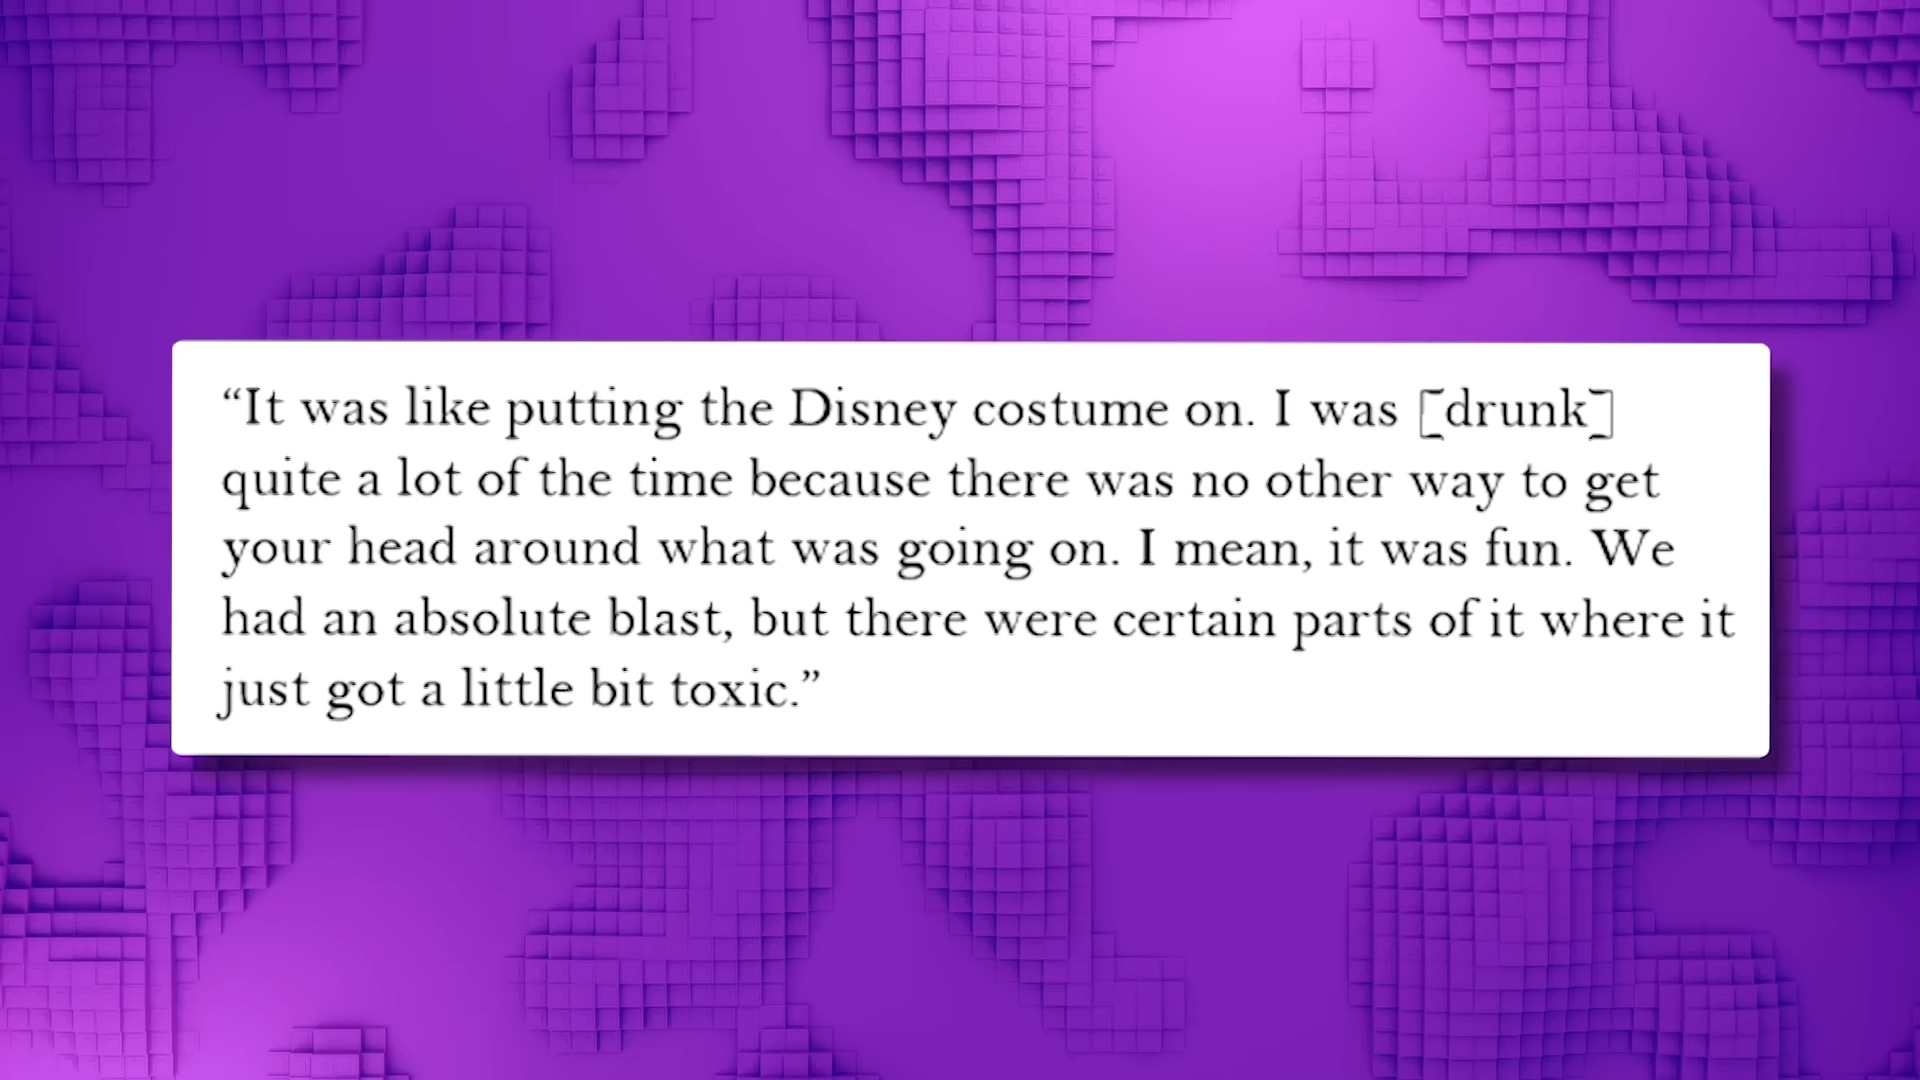 “It was like putting the Disney costume on. I was [drunk]
quite a lot of the time because there was no other way to get
your head around what was going on. I mean, it was fun. We
had an absolute blast, but there were certain parts of it where it
just got a little bit toxic.”